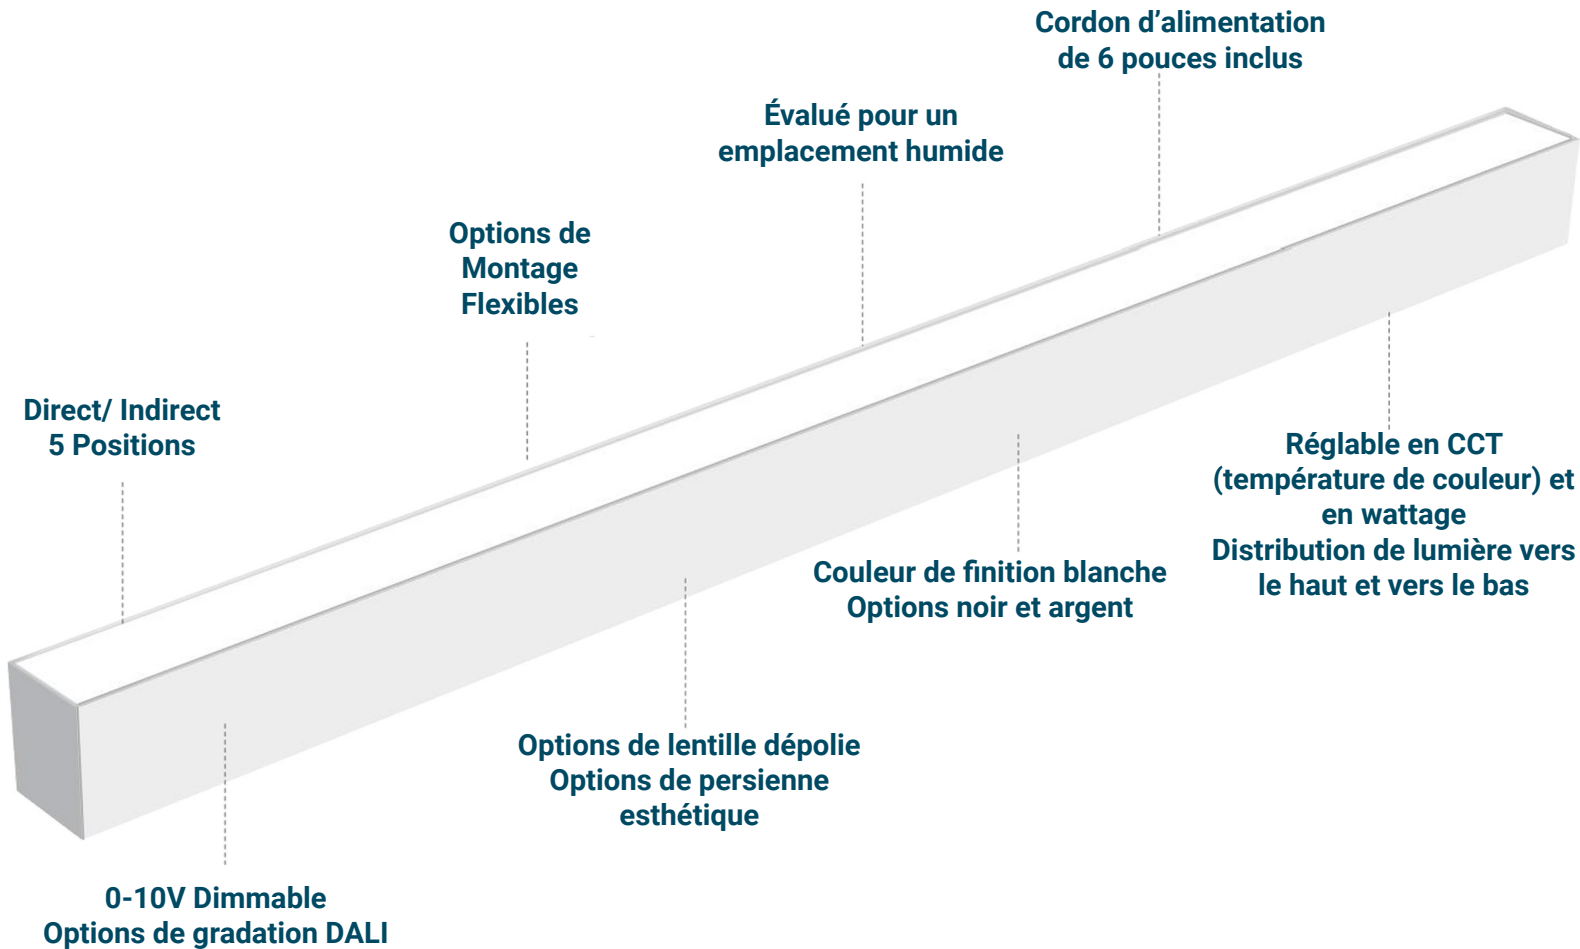 Cordon d’alimentation
de 6 pouces inclus
Évalué pour un
emplacement humide
Options de
Montage
Flexibles
Direct/ Indirect
5 Positions
Réglable en CCT
(température de couleur) et
en wattage
Distribution de lumière vers
le haut et vers le bas
Couleur de finition blanche
Options noir et argent
Options de lentille dépolie
Options de persienne
esthétique
0-10V Dimmable
Options de gradation DALI